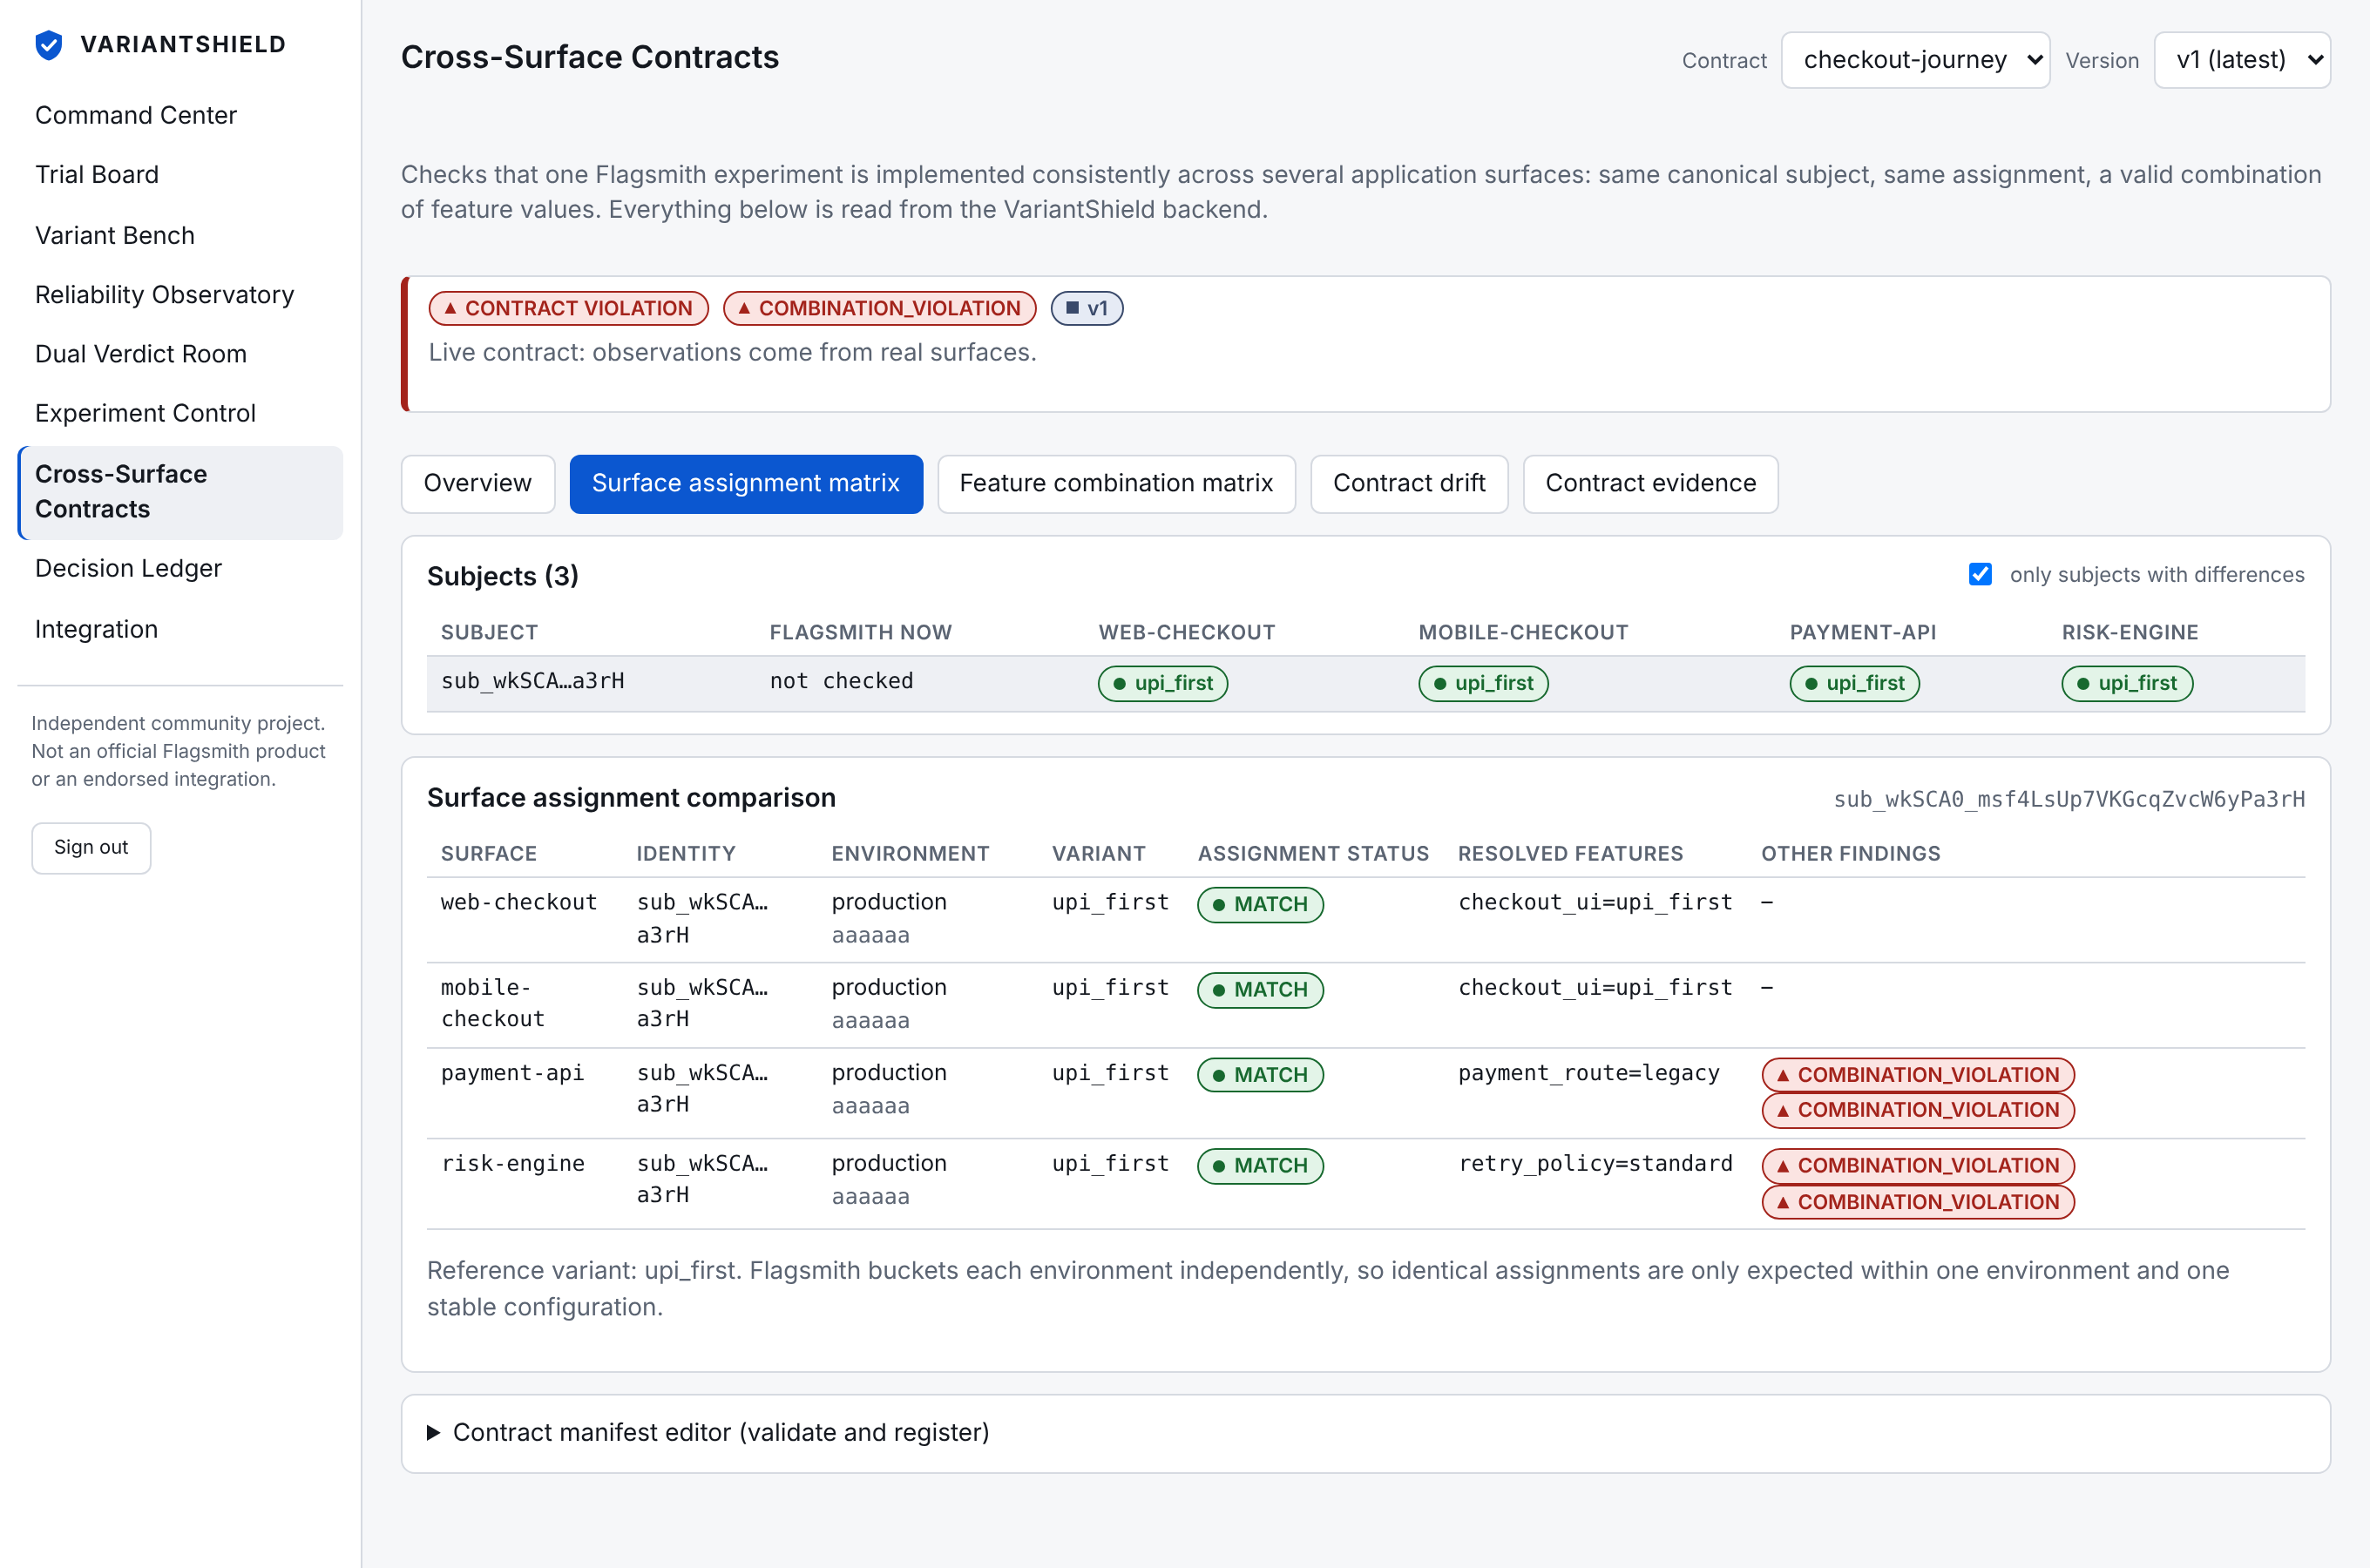 VARIANTSHIELD
Command Center
Trial Board
Variant Bench
Reliability Observatory
Dual Verdict Room
Experiment Control
Cross-Surface
Contracts
Decision Ledger
Integration
Independent community project.
Not an official Flagsmith product
or an endorsed integration.
Sign out
Cross-Surface Contracts
Contract checkout-journey Version v1 (latest)
Checks that one Flagsmith experiment is implemented consistently across several application surfaces: same canonical subject, same assignment, a valid combination
of feature values. Everything below is read from the VariantShield backend.
▲ CONTRACT VIOLATION ▲ COMBINATION_VIOLATION ■ v1
Live contract: observations come from real surfaces.
Overview Surface assignment matrix Feature combination matrix Contract drift Contract evidence
Subjects (3) only subjects with differences
SUBJECT FLAGSMITH NOW WEB-CHECKOUT MOBILE-CHECKOUT PAYMENT-API RISK-ENGINE
sub_wkSCA…a3rH not checked ● upi_first ● upi_first ● upi_first ● upi_first
Surface assignment comparison sub_wkSCA0_msf4LsUp7VKGcqZvcW6yPa3rH
SURFACE IDENTITY ENVIRONMENT VARIANT ASSIGNMENT STATUS RESOLVED FEATURES OTHER FINDINGS
web-checkout sub_wkSCA… production upi_first ● MATCH checkout_ui=upi_first –
a3rH aaaaaa
mobile- sub_wkSCA… production upi_first ● MATCH checkout_ui=upi_first –
checkout a3rH aaaaaa
payment-api sub_wkSCA… production upi_first ● MATCH payment_route=legacy ▲ COMBINATION_VIOLATION
a3rH aaaaaa ▲ COMBINATION_VIOLATION
risk-engine sub_wkSCA… production upi_first ● MATCH retry_policy=standard ▲ COMBINATION_VIOLATION
a3rH aaaaaa ▲ COMBINATION_VIOLATION
Reference variant: upi_first. Flagsmith buckets each environment independently, so identical assignments are only expected within one environment and one
stable configuration.
▶ Contract manifest editor (validate and register)